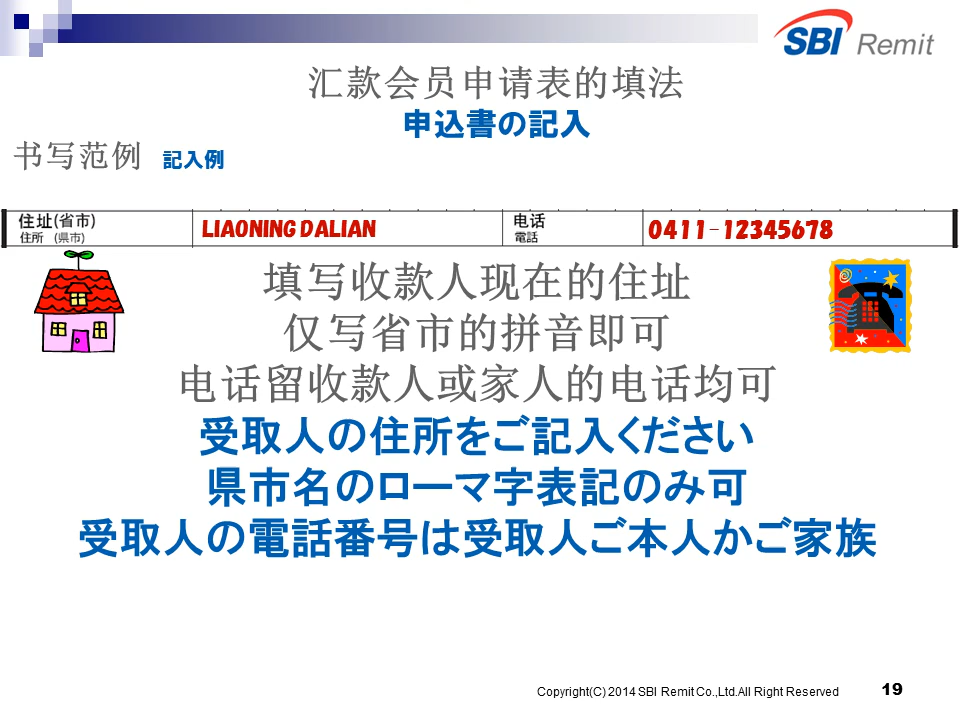 SBI Remit
汇款会员申请表的填法
申込書の記入
书写范例 記入例
住址(省市) LIAONING DALIAN 电话 0411-12345678
住所 (県市) 電話
填写收款人现在的住址
仅写省市的拼音即可
电话留收款人或家人的电话均可
受取人の住所をご記入ください
県市名のローマ字表記のみ可
受取人の電話番号は受取人ご本人かご家族
Copyright(C) 2014 SBI Remit Co.,Ltd.All Right Reserved 19